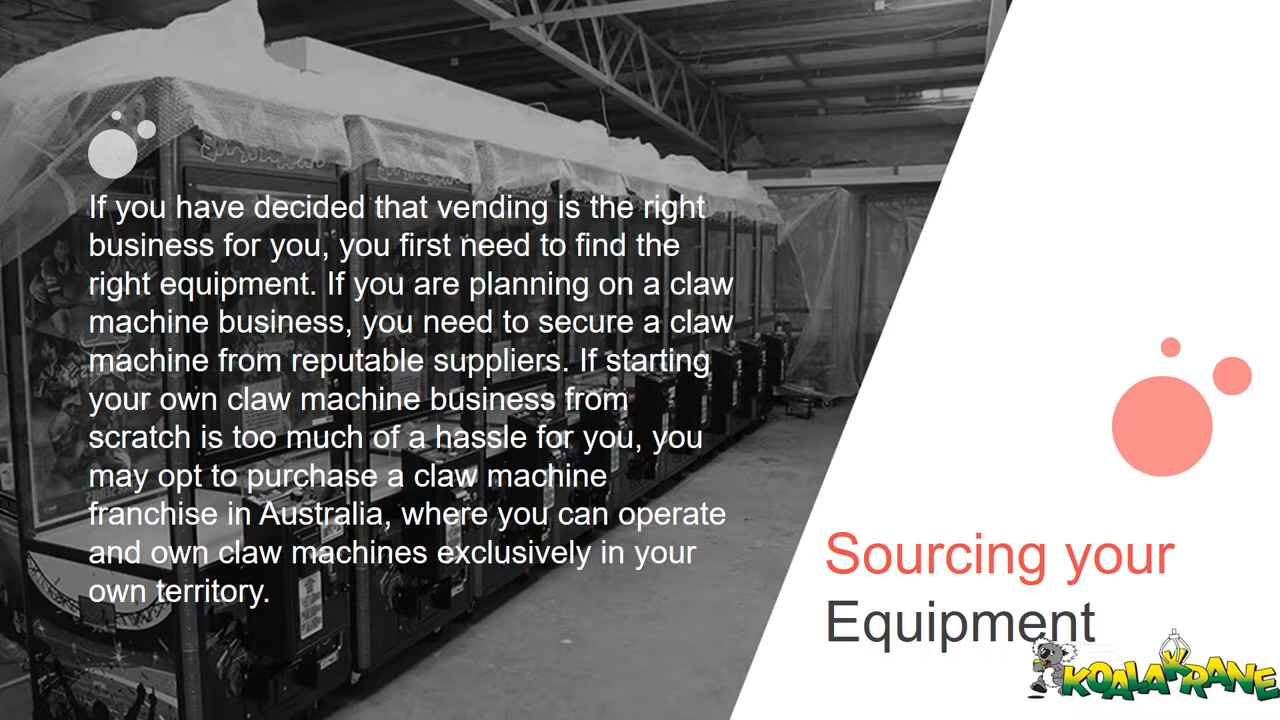 If you have decided that vending is the right
business for you, you first need to find the
right equipment. If you are planning on a claw
machine business, you need to secure a claw
machine from reputable suppliers. If starting
your own claw machine business from
scratch is too much of a hassle for you, you
may opt to purchase a claw machine
franchise in Australia, where you can operate
and own claw machines exclusively in your
own territory.
Sourcing your
Equipment
KOALAKRANE